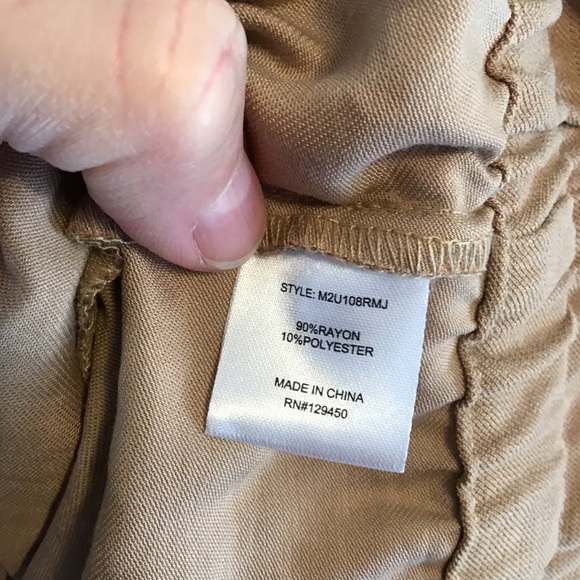 STYLE: M2U108RMJ
90%RAYON
10%POLYESTER
MADE IN CHINA
RN#129450